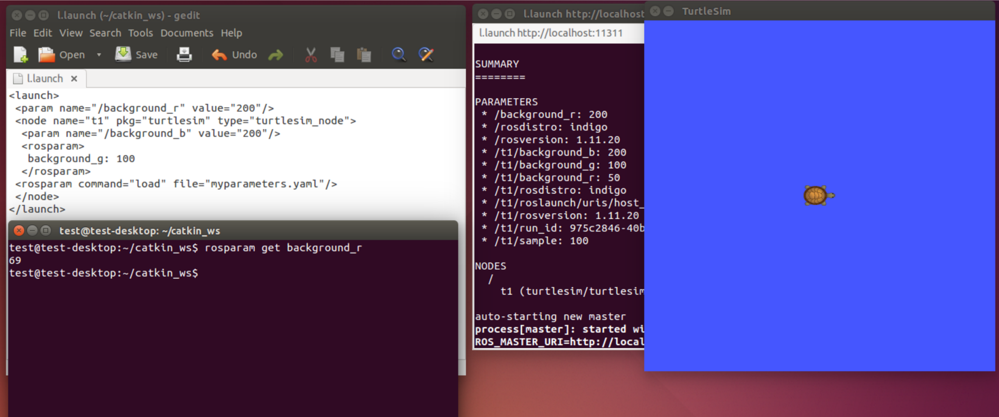 l.launch (~/catkin_ws) - gedit
File Edit View Search Tools Documents Help
Open Save Undo
l.launch
<launch>
 <param name="/background_r" value="200"/>
 <node name="t1" pkg="turtlesim" type="turtlesim_node">
  <param name="/background_b" value="200"/>
  <rosparam>
   background_g: 100
  </rosparam>
 <rosparam command="load" file="myparameters.yaml"/>
 </node>
</launch>
test@test-desktop: ~/catkin_ws
test@test-desktop:~/catkin_ws$ rosparam get background_r
69
test@test-desktop:~/catkin_ws$
l.launch http://localhost
l.launch http://localhost:11311
SUMMARY
========
PARAMETERS
 * /background_r: 200
 * /rosdistro: indigo
 * /rosversion: 1.11.20
 * /t1/background_b: 200
 * /t1/background_g: 100
 * /t1/background_r: 50
 * /t1/rosdistro: indigo
 * /t1/roslaunch/uris/host_
 * /t1/rosversion: 1.11.20
 * /t1/run_id: 975c2846-40b
 * /t1/sample: 100
NODES
  /
    t1 (turtlesim/turtlesim
auto-starting new master
process[master]: started wi
ROS_MASTER_URI=http://local
TurtleSim